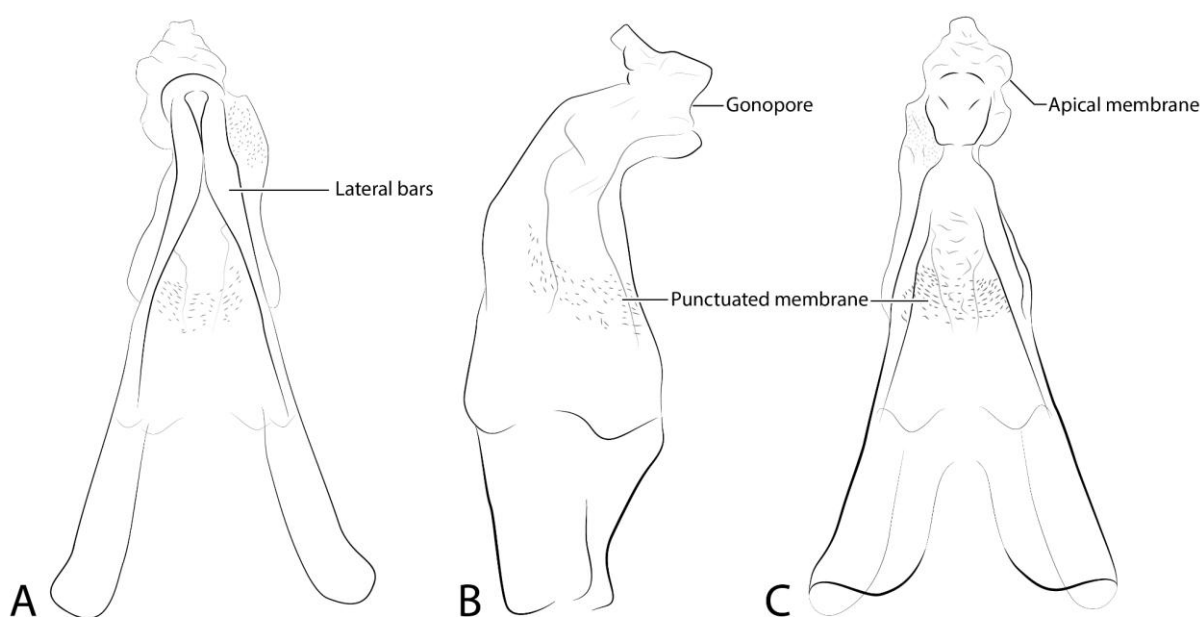 Gonopore
Apical membrane
Lateral bars
Punctuated membrane
A
B
C